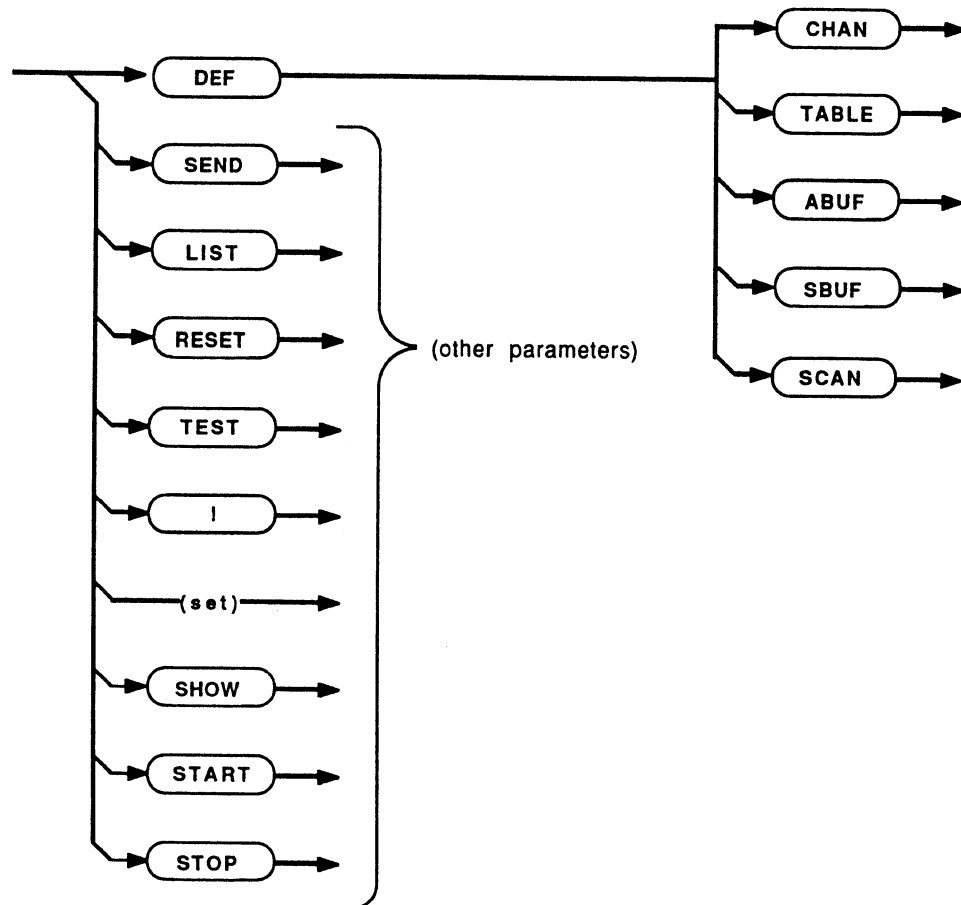 DEF
SEND
LIST
RESET
TEST
I
(set)
SHOW
START
STOP
(other parameters)
CHAN
TABLE
ABUF
SBUF
SCAN